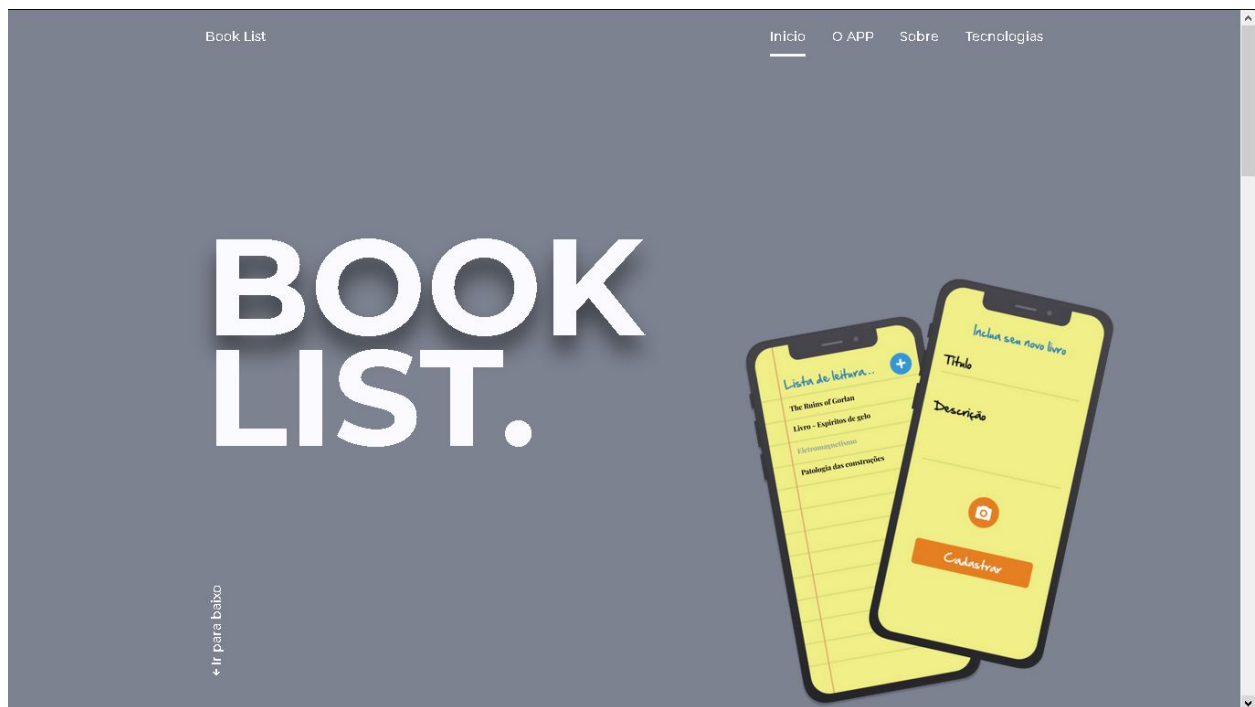 Book List
Inicio
O APP
Sobre
Tecnologias
BOOK
LIST.
Lista de leitura...
The Ruins of Gorlan
Livro - Espiritos de gelo
Eletromagnetismo
Patologia das construções
Inclua seu novo livro
Título
Descrição
Cadastrar
← Ir para baixo